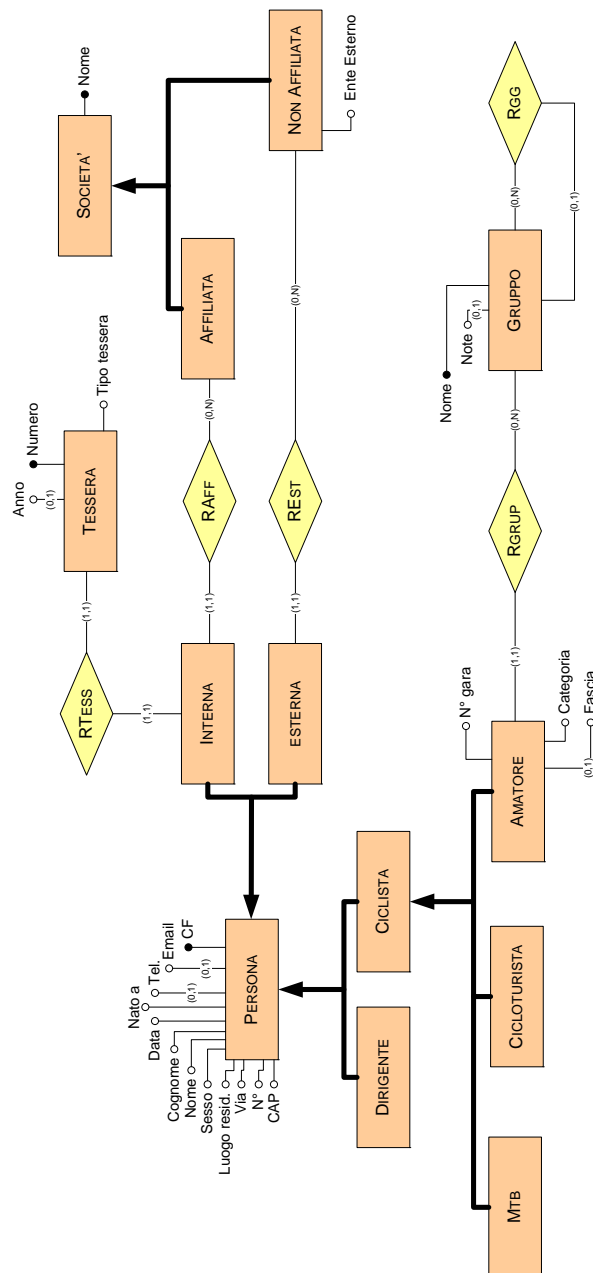 Nome
SOCIETA'
NON AFFILIATA
Ente Esterno
AFFILIATA
Anno
(0,1)
Numero
Tipo tessera
TESSERA
RTESS
(1,1)
(1,1)
RAFF
(0,N)
(1,1)
REST
(0,N)
(1,1)
INTERNA
ESTERNA
RGG
(0,N)
(0,1)
GRUPPO
Nome
Note
(0,1)
(0,N)
RGRUP
(1,1)
N° gara
Categoria
Fascia
(0,1)
AMATORE
CICLISTA
CICLOTURISTA
MTB
DIRIGENTE
PERSONA
CF
Email
(0,1)
Tel.
(0,1)
Nato a
Data
Cognome
Nome
Sesso
Luogo resid.
Via
N°
CAP